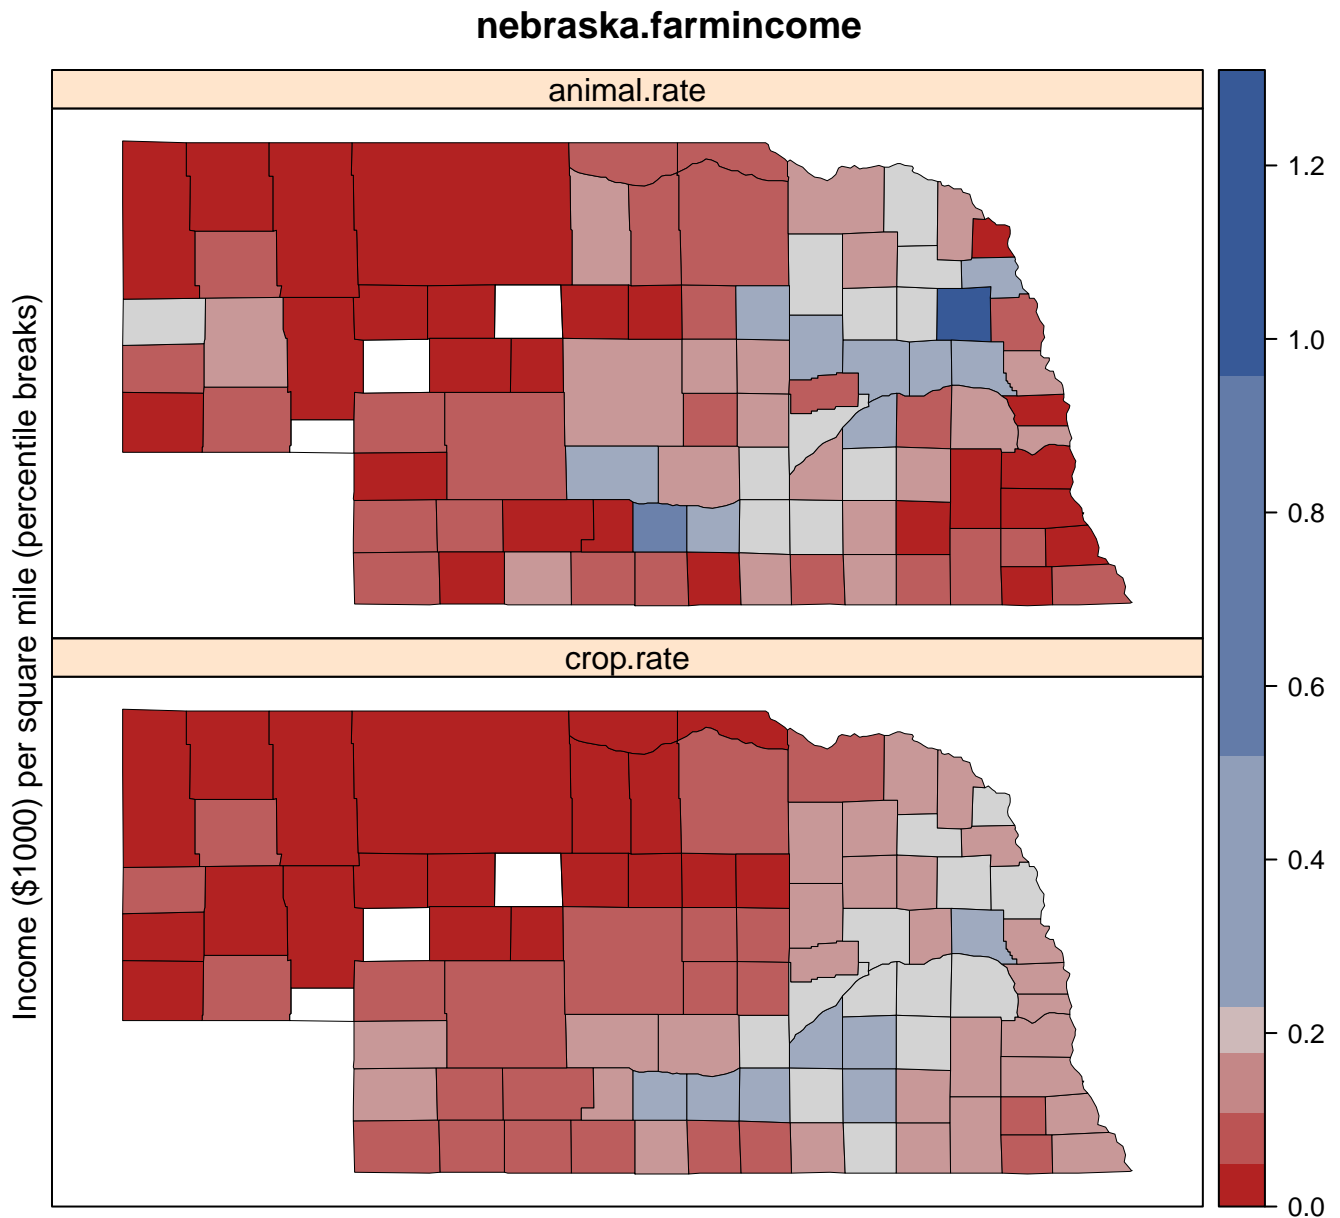 nebraska.farmincome
animal.rate
crop.rate
Income ($1000) per square mile (percentile breaks)
1.2
1.0
0.8
0.6
0.4
0.2
0.0